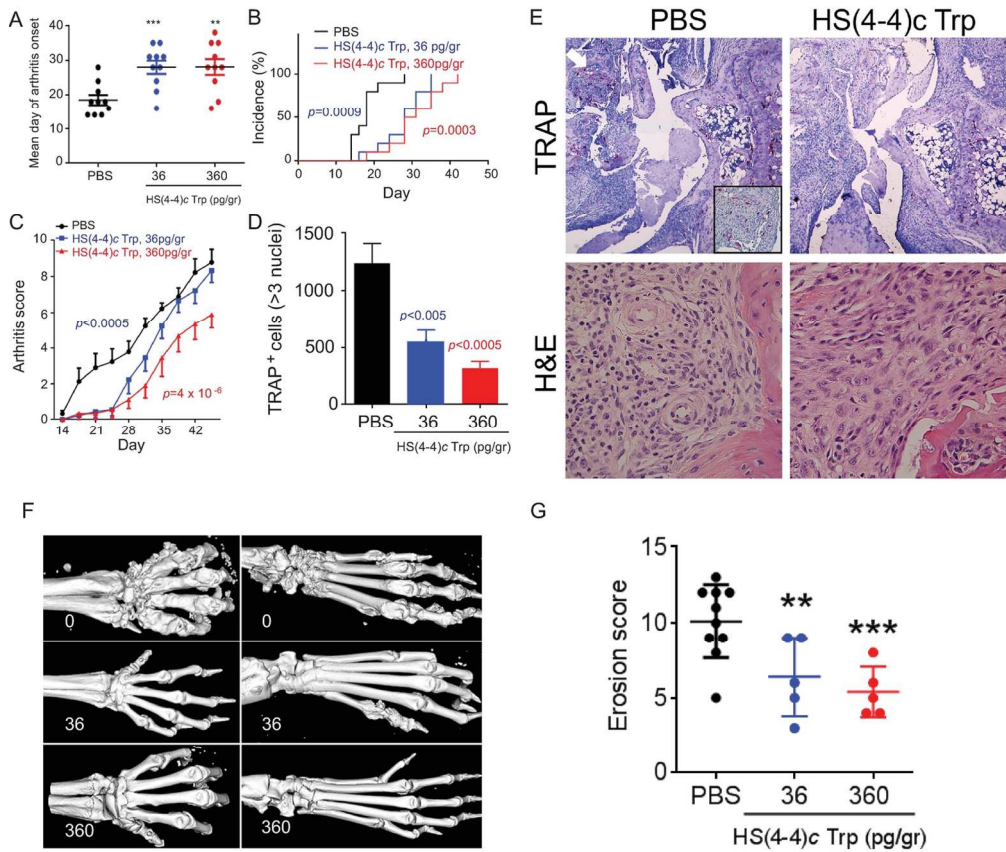 A
Mean day of arthritis onset
40
30
20
10
0
***
**
PBS
36
360
HS(4-4)c Trp (pg/gr)
B
PBS
HS(4-4)c Trp, 36 pg/gr
HS(4-4)c Trp, 360pg/gr
Incidence (%)
100
50
0
p=0.0009
p=0.0003
0 10 20 30 40 50
Day
C
PBS
HS(4-4)c Trp, 36pg/gr
HS(4-4)c Trp, 360pg/gr
Arthritis score
10
8
6
4
2
0
p<0.0005
p=4 x 10 -6
14 21 28 35 42
Day
D
TRAP+ cells (>3 nuclei)
1500
1000
500
0
p<0.005
p<0.0005
PBS
36
360
HS(4-4)c Trp (pg/gr)
E
PBS
HS(4-4)c Trp
TRAP
H&E
F
0
0
36
36
360
360
G
Erosion score
15
10
5
0
**
***
PBS
36
360
HS(4-4)c Trp (pg/gr)